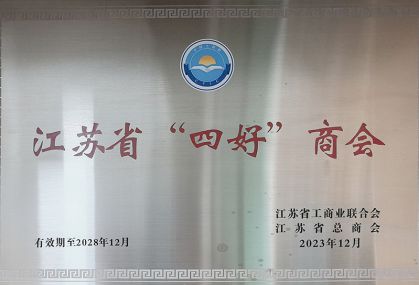 江苏省“四好”商会
江苏省工商业联合会
江苏省总商会
有效期至2028年12月
2023年12月